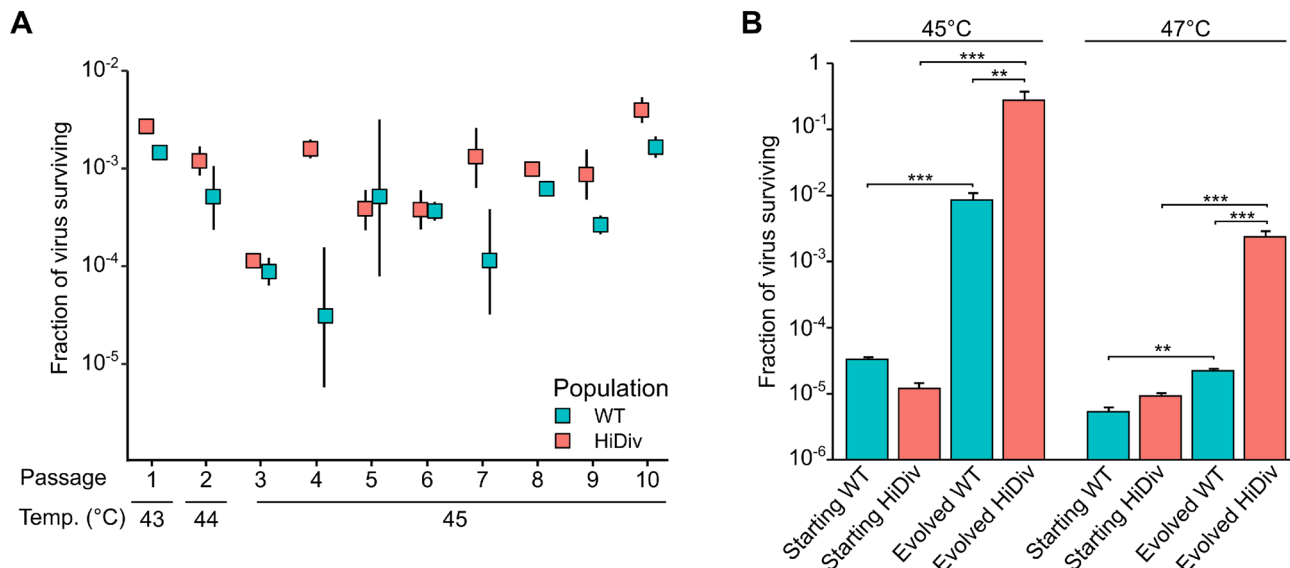 A
Fraction of virus surviving
10-2
10-3
10-4
10-5
Population
WT
HiDiv
Passage 1 2 3 4 5 6 7 8 9 10
Temp. (°C) 43 44 45
B
45°C 47°C
Fraction of virus surviving
1
10-1
10-2
10-3
10-4
10-5
10-6
*** ** *** *** *** **
Starting WT
Starting HiDiv
Evolved WT
Evolved HiDiv
Starting WT
Starting HiDiv
Evolved WT
Evolved HiDiv